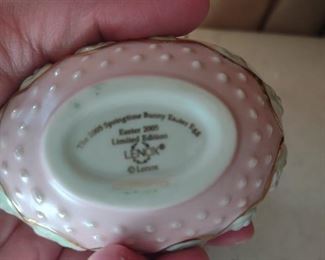 The 2005 Springtime Bunny Easter Egg
Easter 2005
Limited Edition
LENOX®
© Lenox